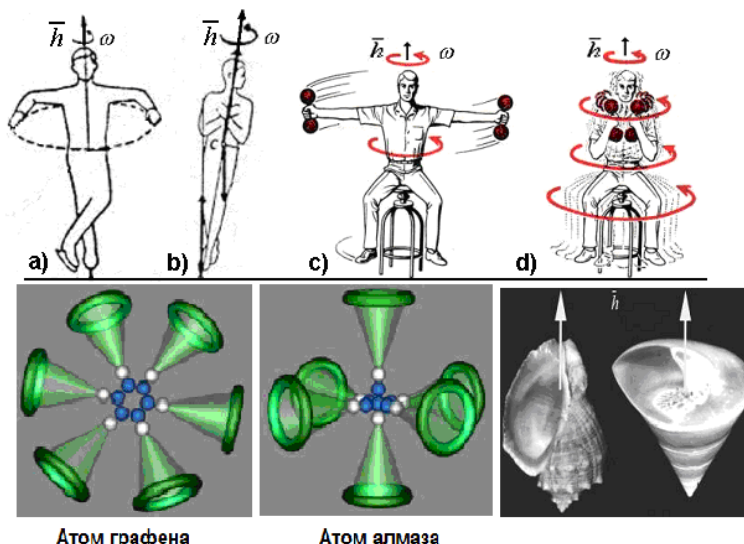 h̅ ω h̅ ω h̅ ω h̅ ω
c
a) b) c) d)
h̅
Атом графена Атом алмаза